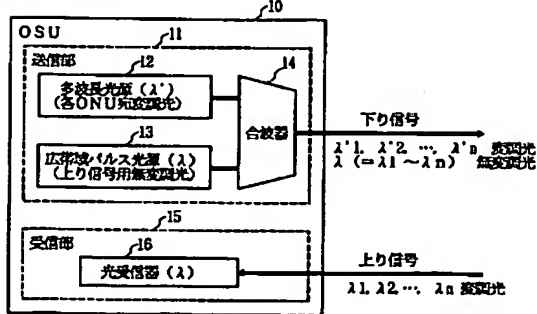 10
OSU
11
送信部
12
多波長光源(λ')
(各ONU宛変調光)
13
広帯域パルス光源(λ)
(上り信号用無変調光)
14
合波器
下り信号
λ'1, λ'2, …, λ'n 変調光
λ (=λ1～λn) 無変調光
15
受信部
16
光受信器(λ)
上り信号
λ1, λ2, …, λn 変調光